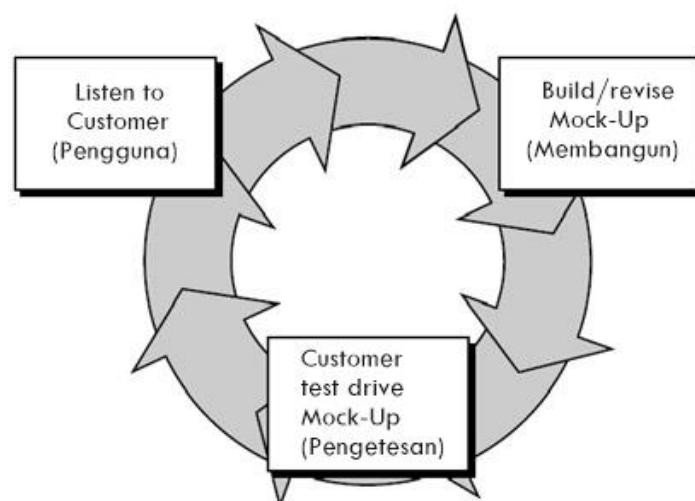 Listen to
Customer
(Pengguna)
Build/revise
Mock-Up
(Membangun)
Customer
test drive
Mock-Up
(Pengetesan)